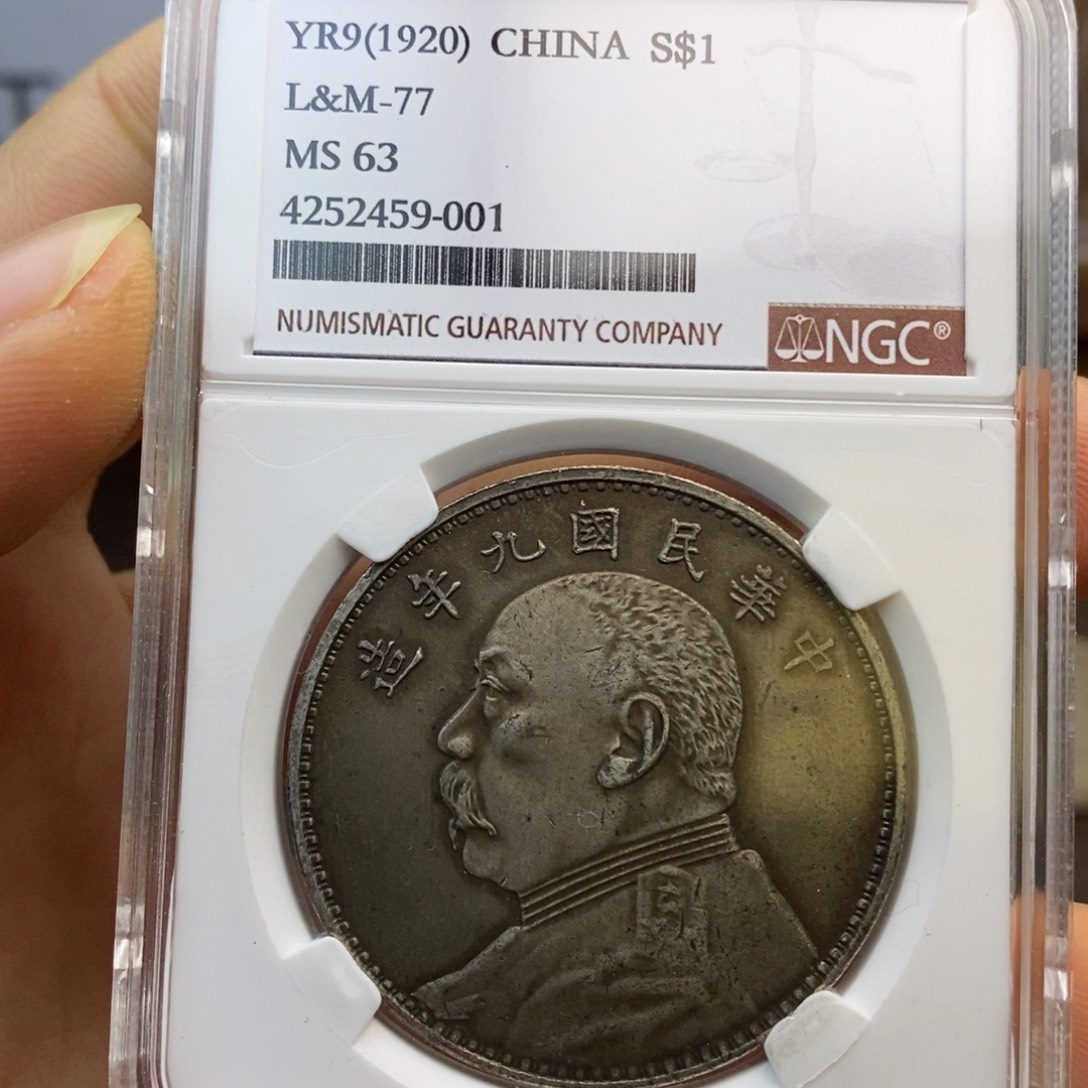 YR9(1920) CHINA S$1
L&M-77
MS 63
4252459-001
NUMISMATIC GUARANTY COMPANY
NGC®
造年九國民華中